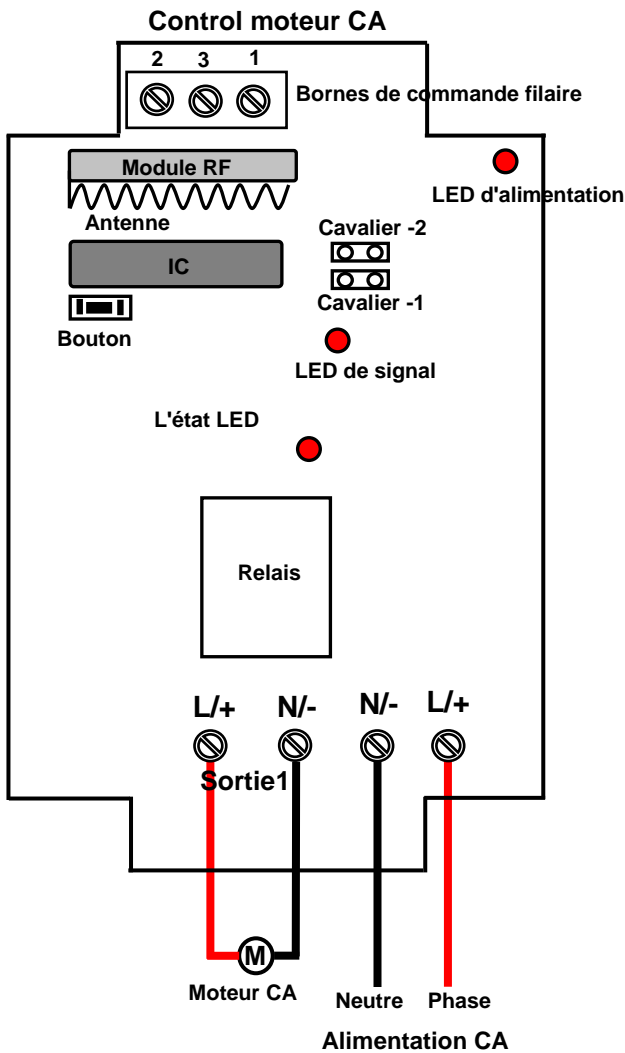 Control moteur CA
2 3 1
Bornes de commande filaire
Module RF
LED d'alimentation
Antenne
Cavalier -2
IC
Cavalier -1
Bouton
LED de signal
L'état LED
Relais
L/+ N/- N/- L/+
Sortie1
M
Moteur CA
Neutre Phase
Alimentation CA